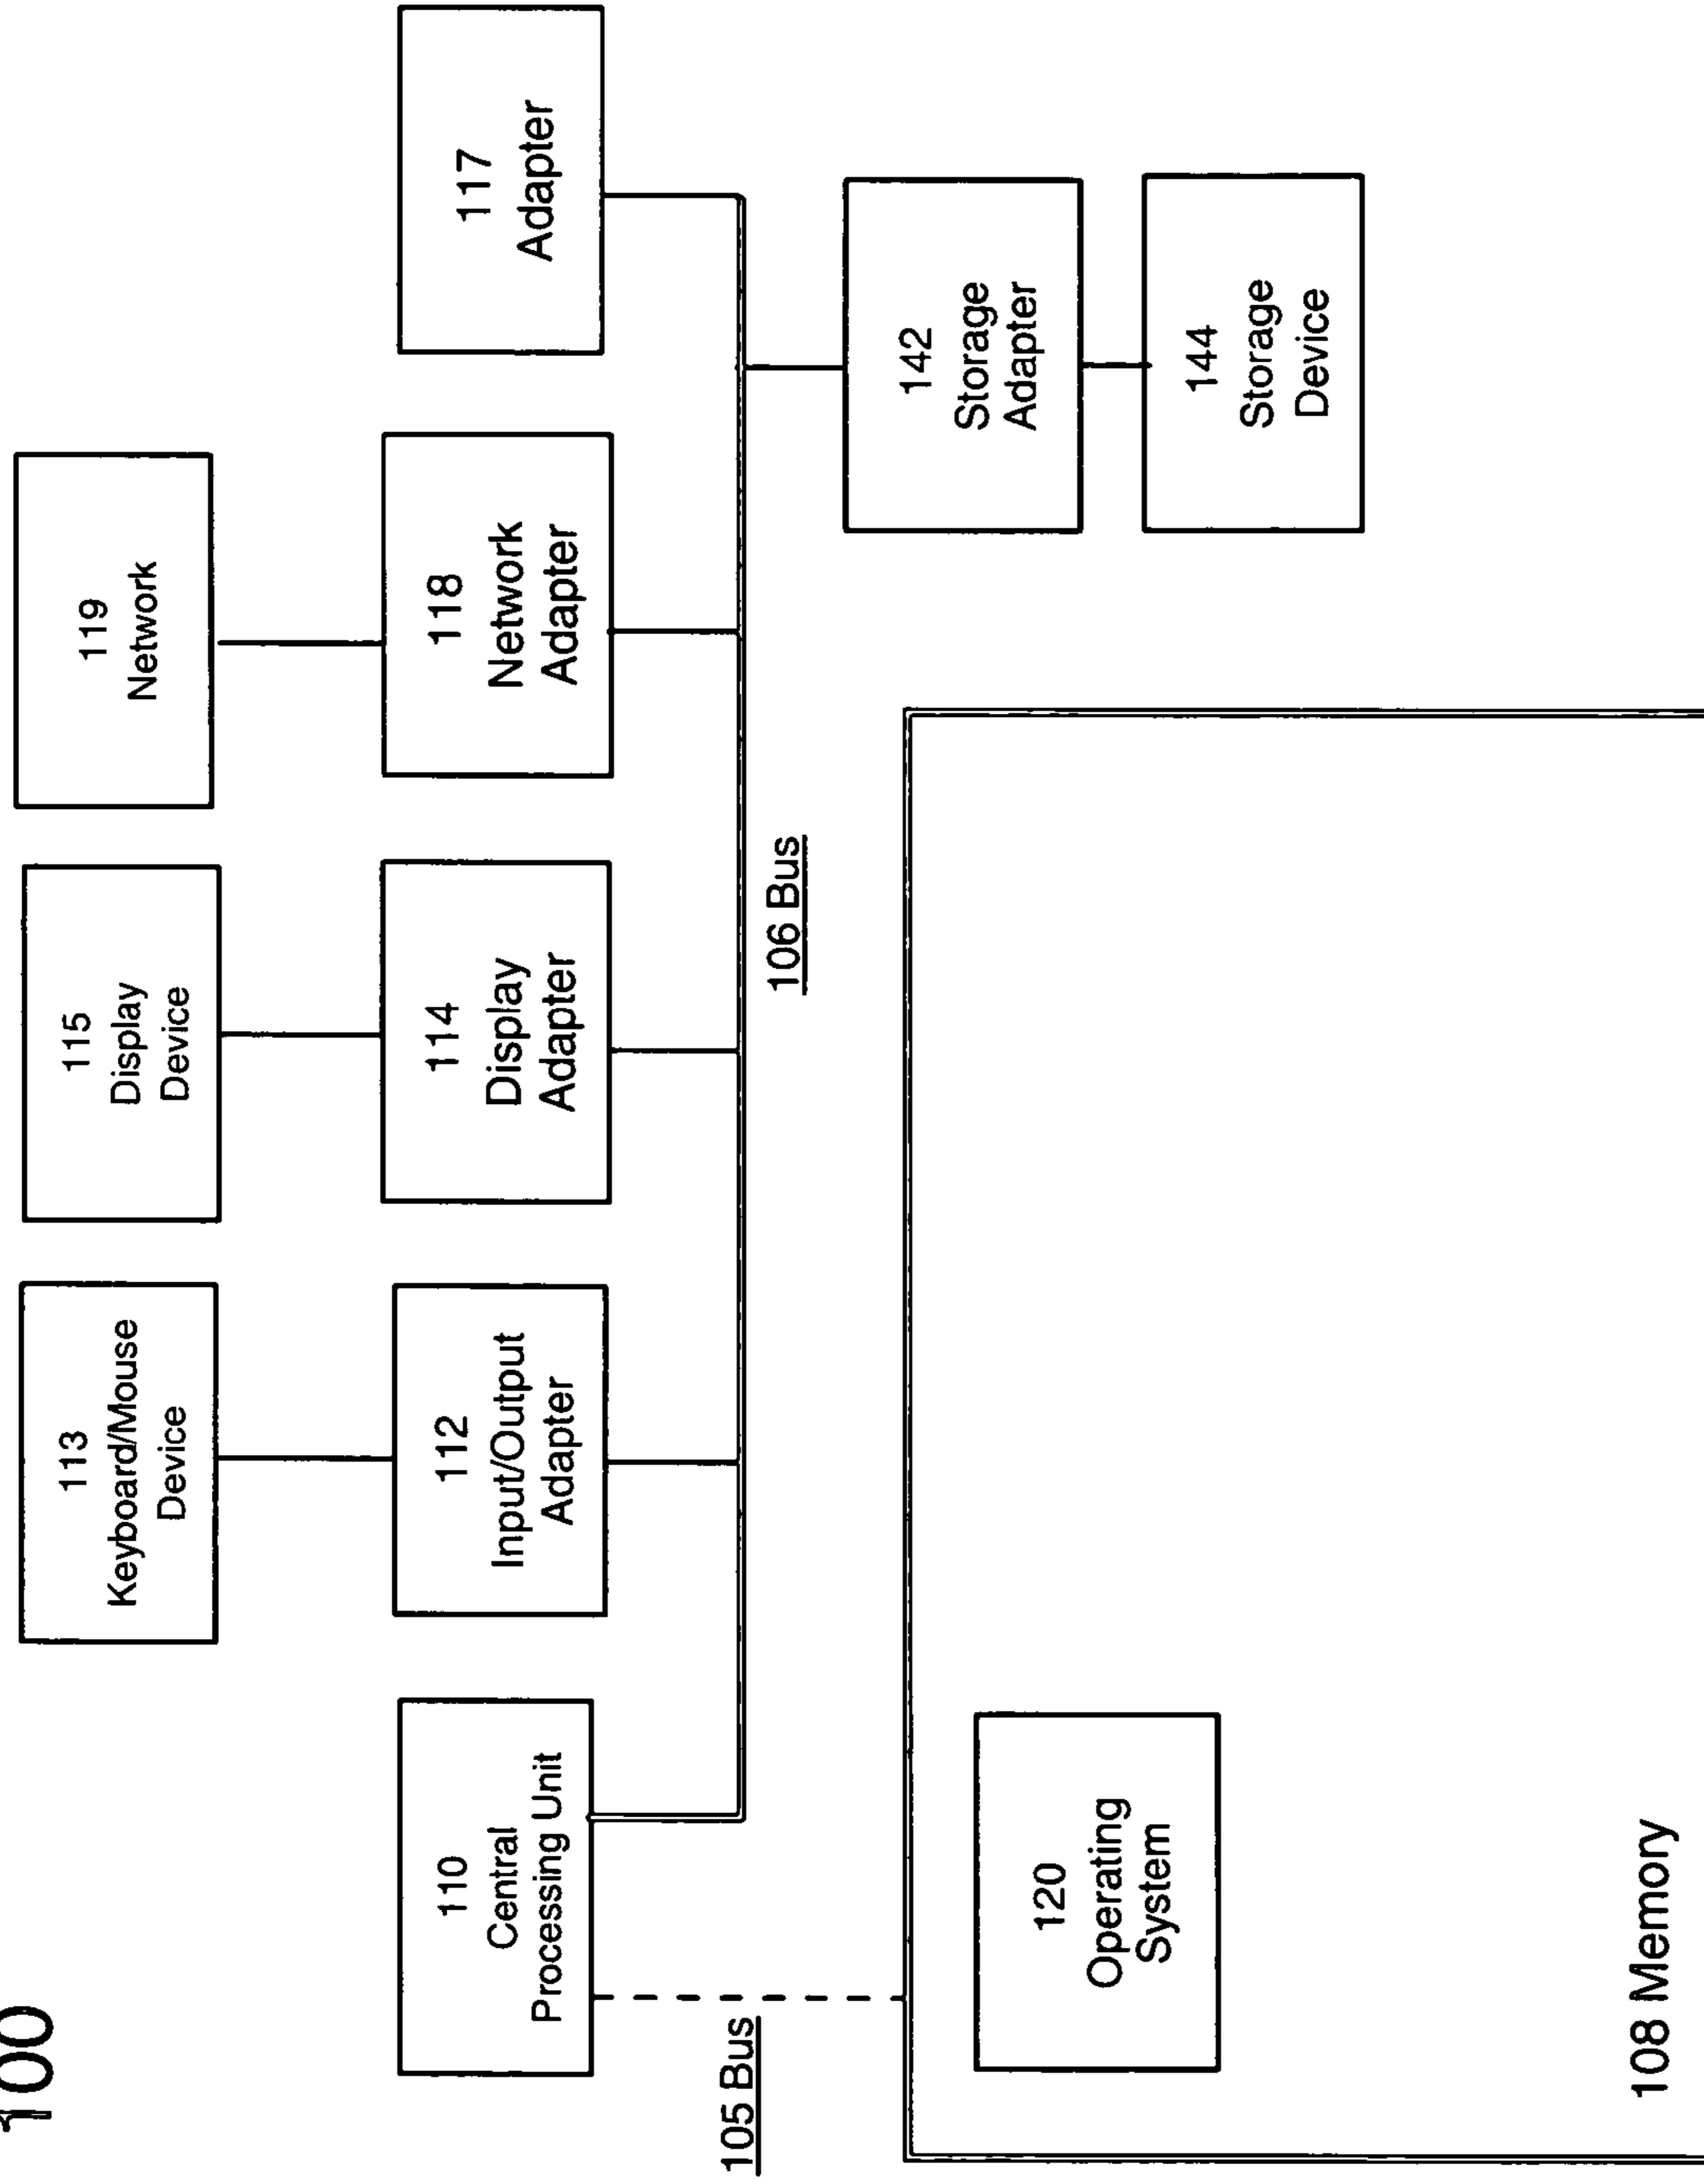 100
113
Keyboard/Mouse
Device
115
Display
Device
119
Network
110
Central
Processing Unit
112
Input/Output
Adapter
114
Display
Adapter
118
Network
Adapter
117
Adapter
105 Bus
106 Bus
142
Storage
Adapter
144
Storage
Device
120
Operating
System
108 Memory